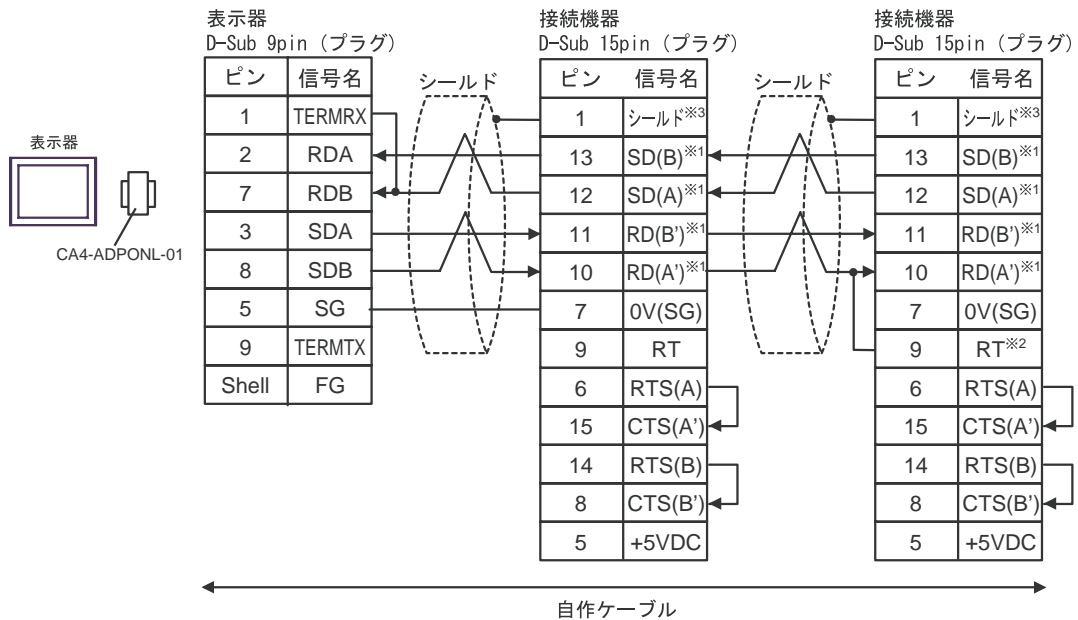 表示器
D-Sub 9pin (プラグ)
接続機器
D-Sub 15pin (プラグ)
接続機器
D-Sub 15pin (プラグ)
表示器
CA4-ADPONL-01
ピン 信号名
1 TERMRX
2 RDA
7 RDB
3 SDA
8 SDB
5 SG
9 TERMTX
Shell FG
シールド
ピン 信号名
1 シールド※3
13 SD(B)※1
12 SD(A)※1
11 RD(B')※1
10 RD(A')※1
7 0V(SG)
9 RT
6 RTS(A)
15 CTS(A')
14 RTS(B)
8 CTS(B')
5 +5VDC
シールド
ピン 信号名
1 シールド※3
13 SD(B)※1
12 SD(A)※1
11 RD(B')※1
10 RD(A')※1
7 0V(SG)
9 RT※2
6 RTS(A)
15 CTS(A')
14 RTS(B)
8 CTS(B')
5 +5VDC
自作ケーブル